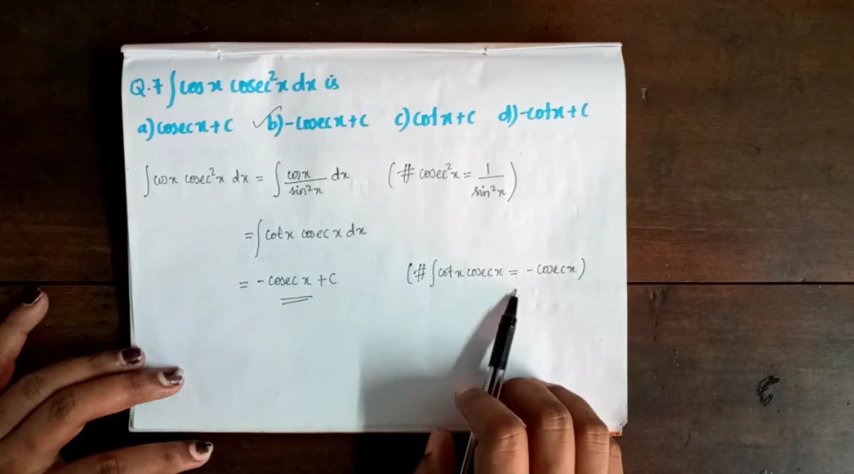 Q.7 ∫cos x cosec²x dx is
a) cosec x + C ✓b) -cosec x + C c) cot x + C d) -cot x + C
∫cos x cosec²x dx = ∫ cos x / sin²x dx (# cosec²x = 1 / sin²x)
= ∫cot x cosec x dx
= - cosec x + C (# ∫cot x cosec x = - cosec x)